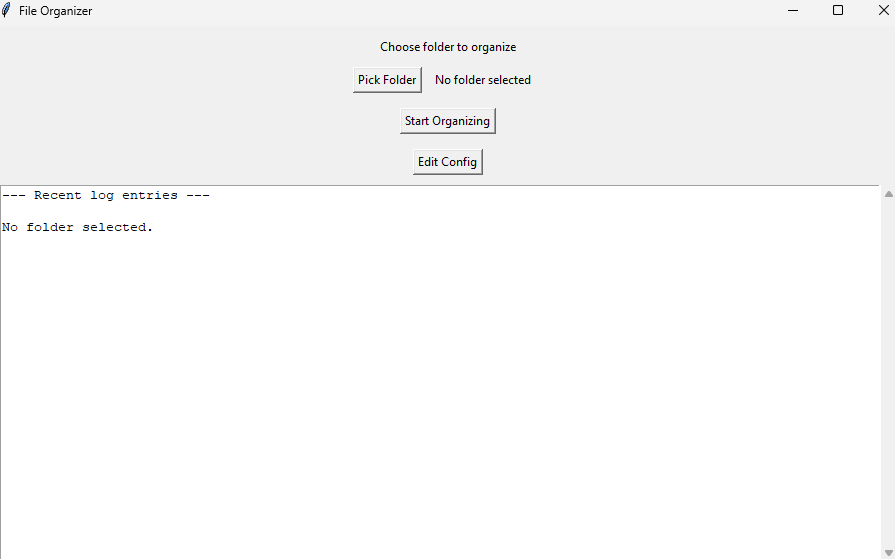 File Organizer
Choose folder to organize
Pick Folder No folder selected
Start Organizing
Edit Config
--- Recent log entries ---
No folder selected.